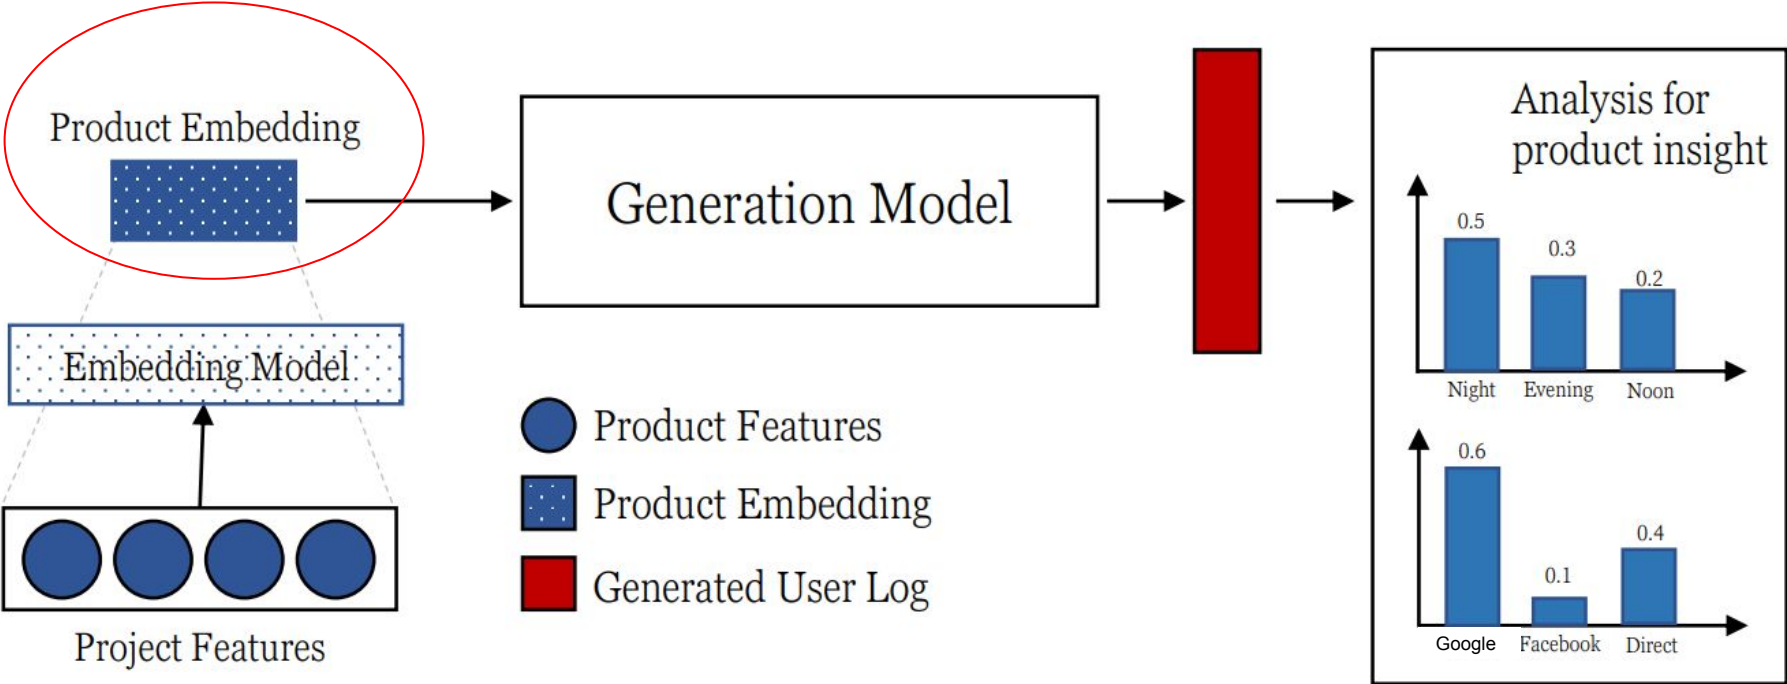 Product Embedding
Embedding Model
Project Features
Generation Model
Product Features
Product Embedding
Generated User Log
Analysis for
product insight
0.5
0.3
0.2
Night
Evening
Noon
0.6
0.1
0.4
Google
Facebook
Direct